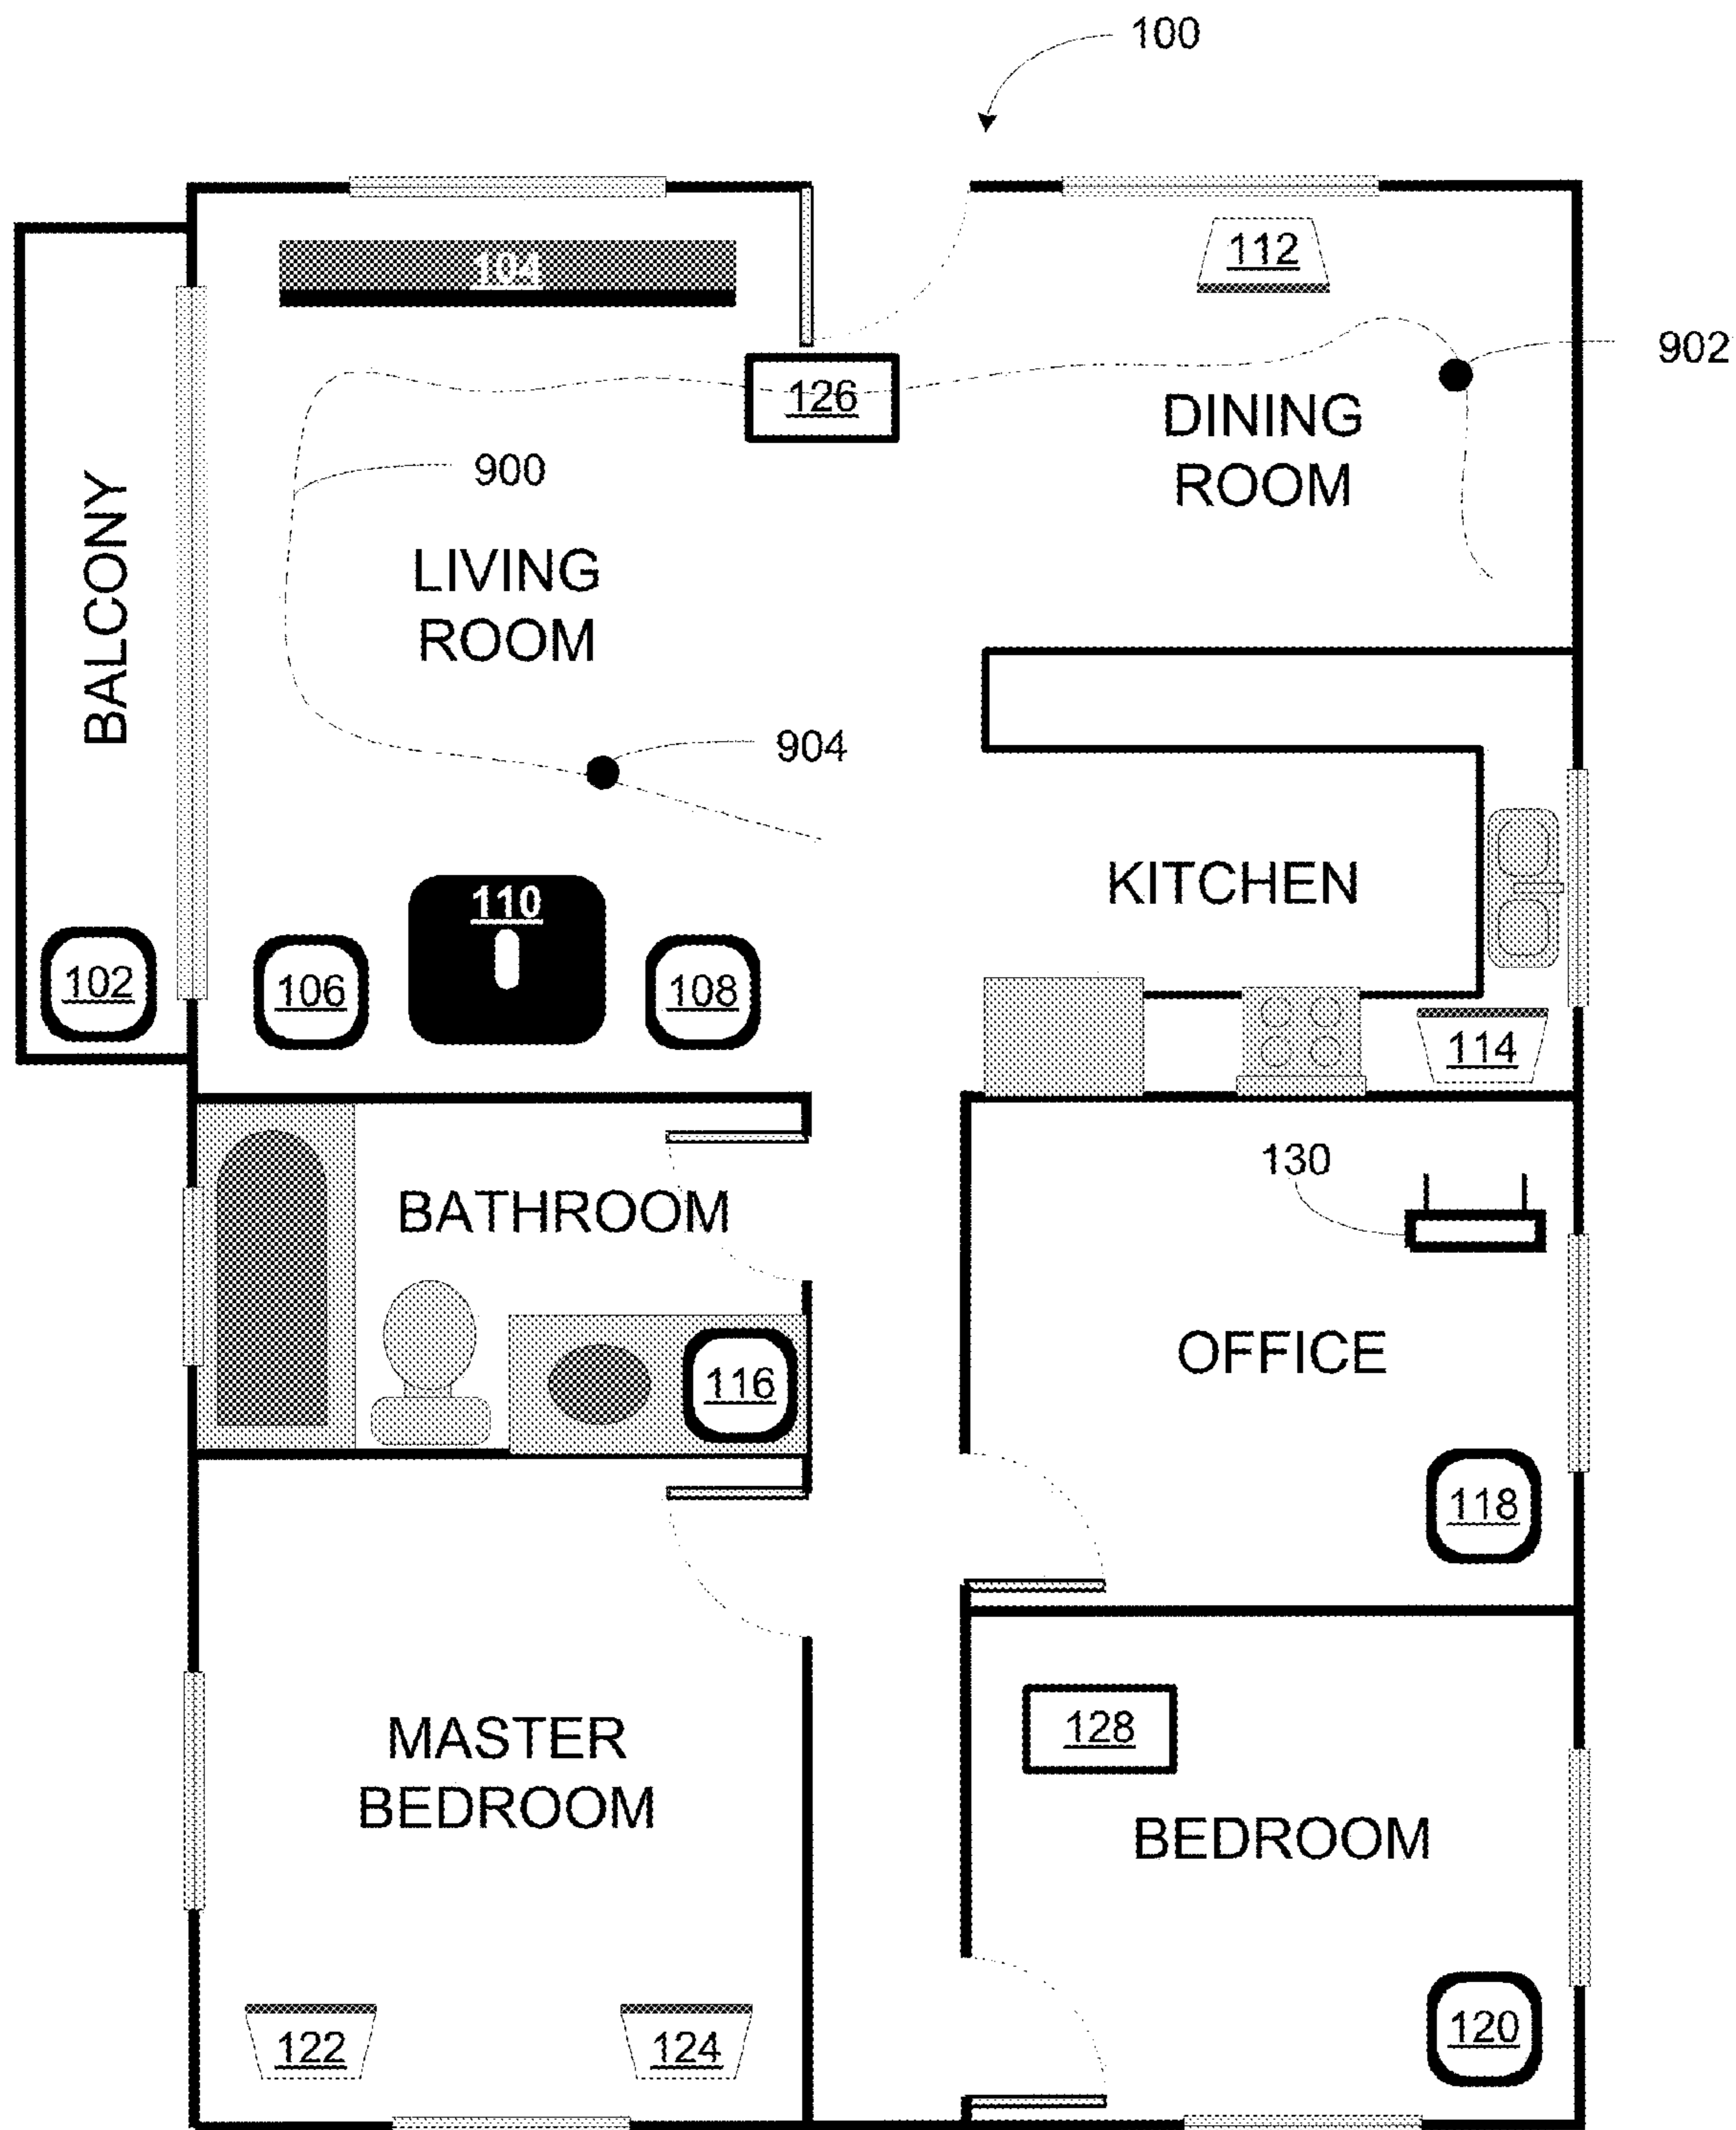 100
104
112
126
902
DINING
ROOM
900
BALCONY
LIVING
ROOM
904
KITCHEN
110
102
106
108
114
130
BATHROOM
OFFICE
116
118
128
MASTER
BEDROOM
BEDROOM
122
124
120